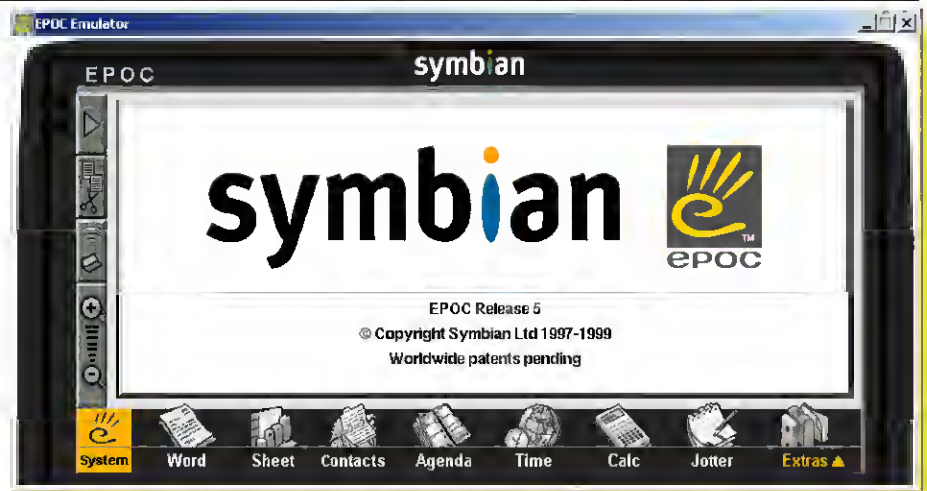 EPOC Emulator
EPOC
symbian
symbian
TM
epoc
EPOC Release 5
© Copyright Symbian Ltd 1997-1999
Worldwide patents pending
System Word Sheet Contacts Agenda Time Calc Jotter Extras ▲